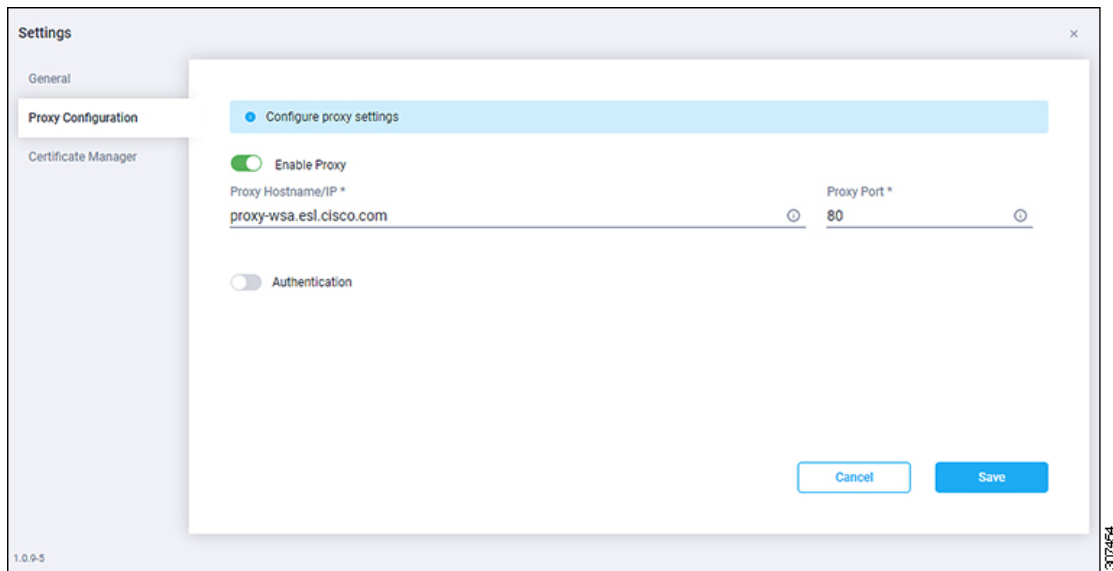 Settings
General
Proxy Configuration
Certificate Manager
Configure proxy settings
Enable Proxy
Proxy Hostname/IP *
Proxy Port *
proxy-wsa.esl.cisco.com
80
Authentication
Cancel
Save
1.0.9-5
307454